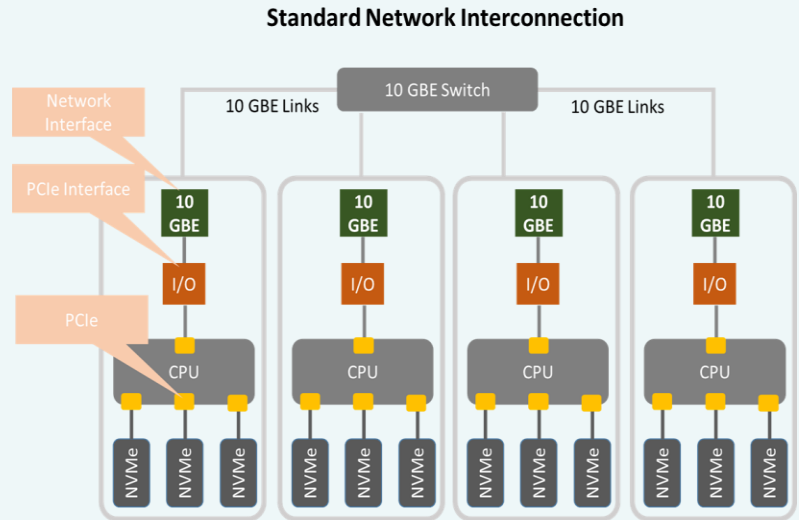 Standard Network Interconnection
10 GBE Switch
10 GBE Links
10 GBE Links
Network
Interface
PCIe Interface
PCIe
10
GBE
10
GBE
10
GBE
10
GBE
I/O
I/O
I/O
I/O
CPU
CPU
CPU
CPU
NVMe
NVMe
NVMe
NVMe
NVMe
NVMe
NVMe
NVMe
NVMe
NVMe
NVMe
NVMe